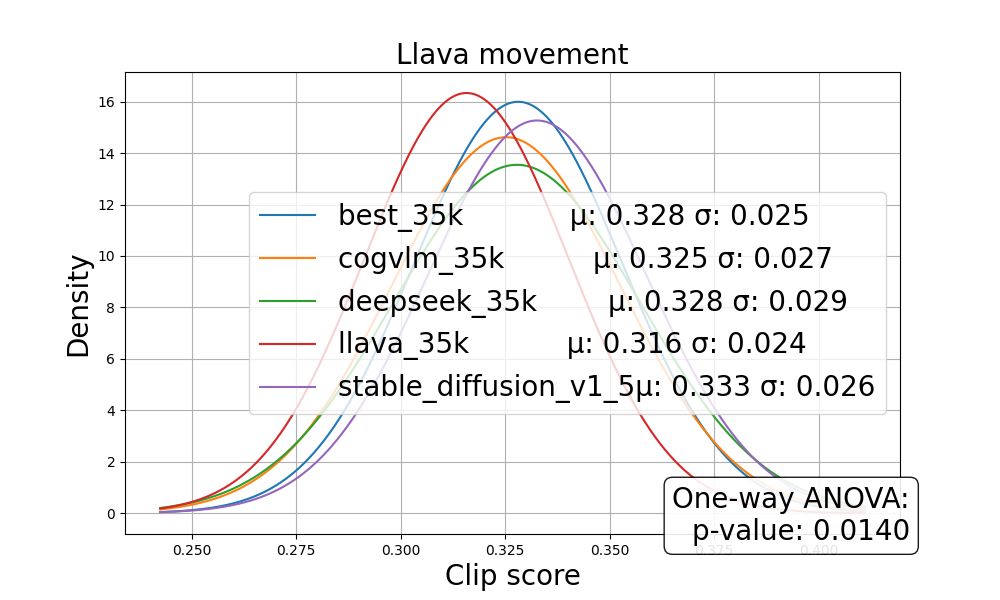 Llava movement
Density
16
14
12
10
8
6
4
2
0
best_35k μ: 0.328 σ: 0.025
cogvlm_35k μ: 0.325 σ: 0.027
deepseek_35k μ: 0.328 σ: 0.029
llava_35k μ: 0.316 σ: 0.024
stable_diffusion_v1_5μ: 0.333 σ: 0.026
One-way ANOVA:
p-value: 0.0140
0.250 0.275 0.300 0.325 0.350 0.375 0.400
Clip score